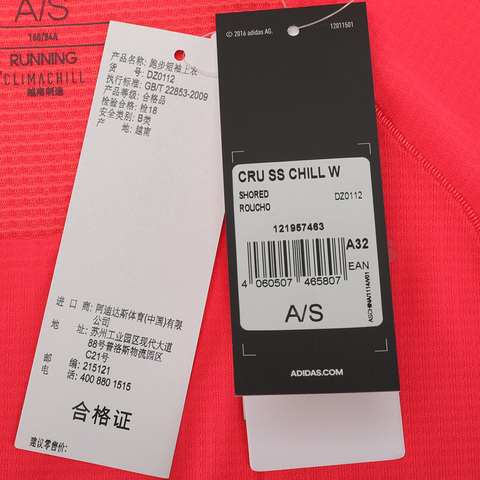 A/S
160/84A
RUNNING
CLIMACHILL
越南制造
产品名称: 跑步短袖上衣
货 号: DZ0112
执行标准: GB/T 22853-2009
产品等级: 合格品
检验合格: 检18
安全类别: B类
产 地: 越南
进 口 商: 阿迪达斯体育(中国)有限
公司
地 址: 苏州工业园区现代大道
88号普洛斯物流园区
C21号
邮 编: 215121
电 话: 400 880 1515
合格证
建议零售价:
© 2016 adidas AG.
12011501
CRU SS CHILL W
SHORED
DZ0112
ROUCHO
121957463
A32
EAN
4 060507 465807
A/S
ADIDAS.COM